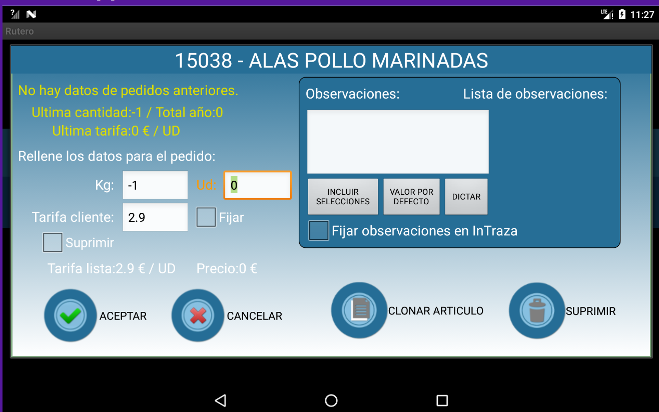 11:27
Rutero
15038 - ALAS POLLO MARINADAS
No hay datos de pedidos anteriores.
Ultima cantidad:-1 / Total año:0
Ultima tarifa:0 € / UD
Rellene los datos para el pedido:
Kg: -1 0
Tarifa cliente: 2.9 Fijar
Suprimir
Tarifa lista:2.9 € / UD Precio:0 €
Observaciones: Lista de observaciones:
INCLUIR SELECCIONES
VALOR POR DEFECTO
DICTAR
Fijar observaciones en InTraza
ACEPTAR CANCELAR CLONAR ARTICULO SUPRIMIR